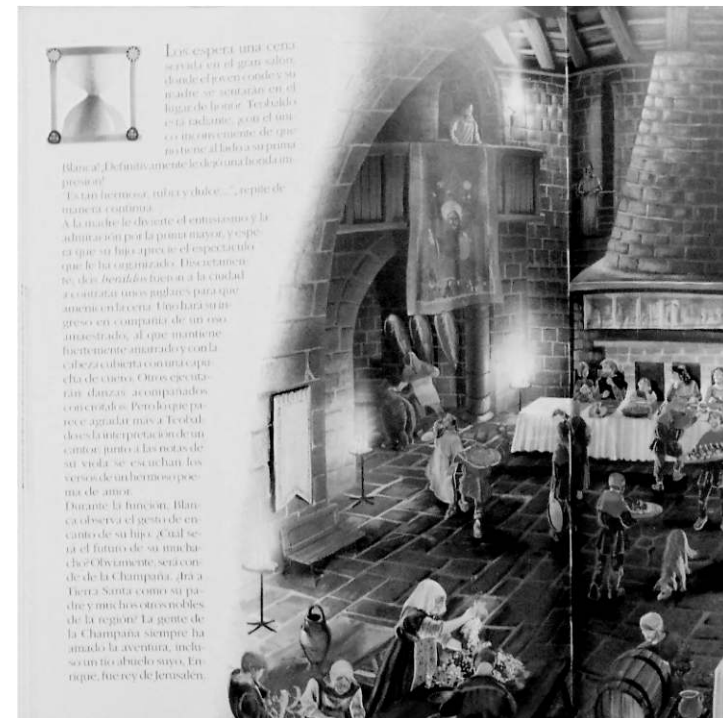 Los espera una cena
servida en el gran salón,
donde el joven conde y su
madre se sentarán en el
lugar de honor. Teobaldo
está radiante, ¡con el úni-
co inconveniente de que
no tiene al lado a su prima
Blanca! ¡Definitivamente le dejó una honda im-
presión!
"Es tan hermosa, rubia y dulce...", repite de
manera continua.
A la madre le divierte el entusiasmo y la
admiración por la prima mayor, y espe-
ra que su hijo aprecie el espectáculo
que le ha organizado. Discretamen-
te, dos heraldos fueron a la ciudad
a contratar unos juglares para que
amenicen la cena. Uno hará su in-
greso en compañía de un oso
amaestrado, al que mantiene
fuertemente amarrado y con la
cabeza cubierta con una capu-
cha de cuero. Otros ejecuta-
rán danzas acompañados
con crótalos. Pero lo que pa-
rece agradar más a Teobal-
do es la interpretación de un
cantor: junto a las notas de
su viola se escuchan los
versos de un hermoso poe-
ma de amor.
Durante la función, Blan-
ca observa el gesto de en-
canto de su hijo. ¿Cuál se-
rá el futuro de su mucha-
cho? Obviamente, será con-
de de la Champaña. ¿Irá a
Tierra Santa como su pa-
dre y muchos otros nobles
de la región? La gente de
la Champaña siempre ha
amado la aventura, inclu-
so un tío abuelo suyo, En-
rique, fue rey de Jerusalén.